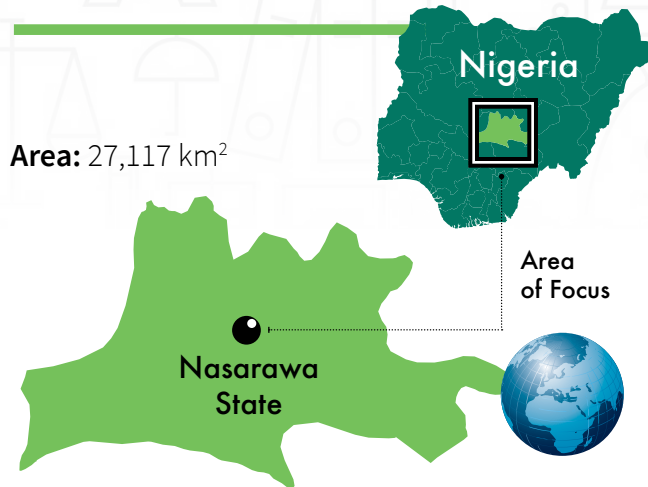 Nigeria
Area: 27,117 km²
Area
of Focus
Nasarawa
State